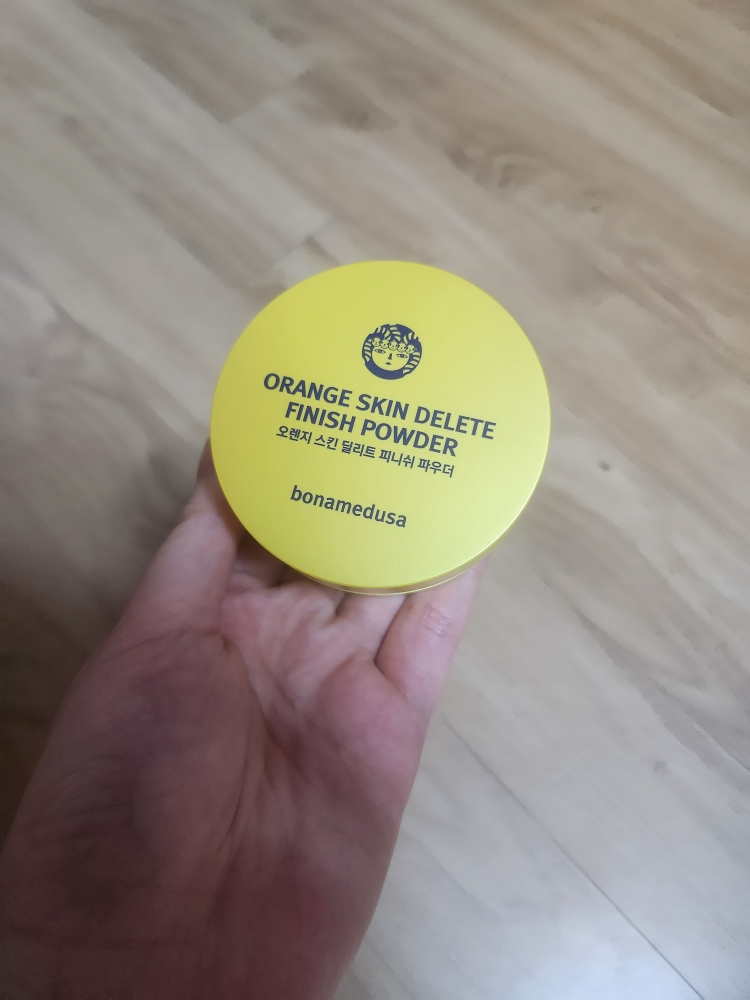 ORANGE SKIN DELETE
FINISH POWDER
오렌지 스킨 딜리트 피니쉬 파우더
bonamedusa